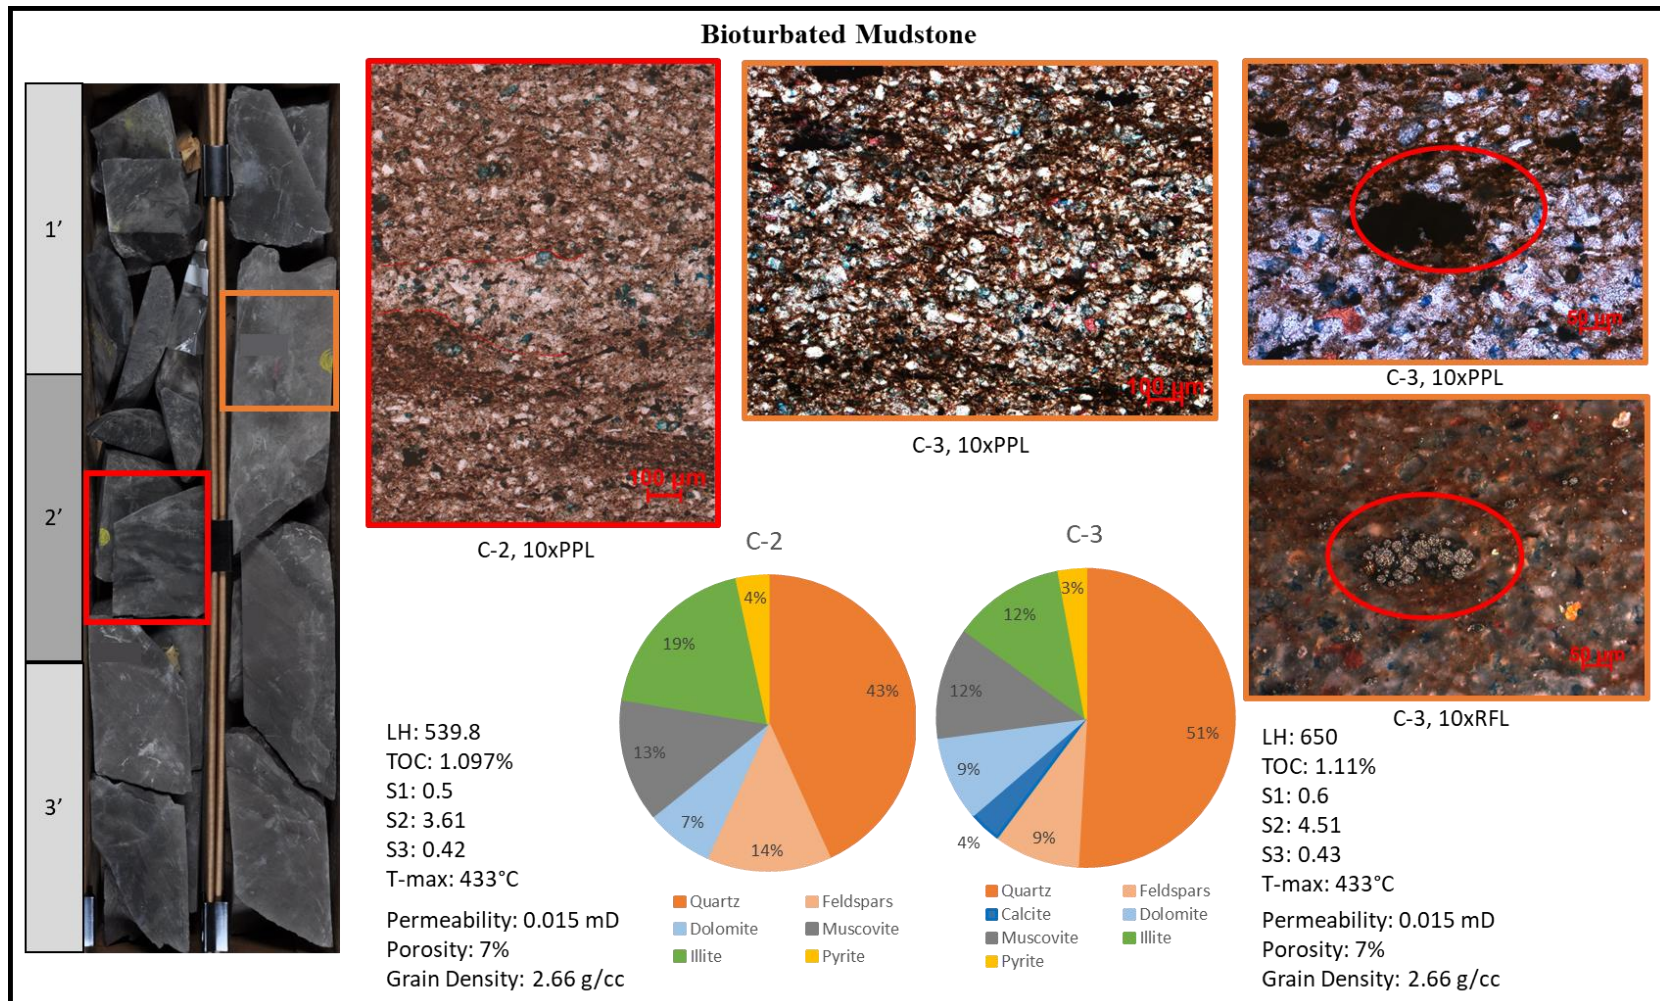 Bioturbated Mudstone
1’
2’
3’
100 µm
C-2, 10xPPL
100 µm
C-3, 10xPPL
50 µm
C-3, 10xPPL
50 µm
C-3, 10xRFL
C-2
4%
43%
19%
13%
7%
14%
Quartz
Feldspars
Dolomite
Muscovite
Illite
Pyrite
C-3
3%
12%
12%
51%
9%
4%
9%
Quartz
Feldspars
Calcite
Dolomite
Muscovite
Illite
Pyrite
LH: 539.8
TOC: 1.097%
S1: 0.5
S2: 3.61
S3: 0.42
T-max: 433°C
Permeability: 0.015 mD
Porosity: 7%
Grain Density: 2.66 g/cc
LH: 650
TOC: 1.11%
S1: 0.6
S2: 4.51
S3: 0.43
T-max: 433°C
Permeability: 0.015 mD
Porosity: 7%
Grain Density: 2.66 g/cc